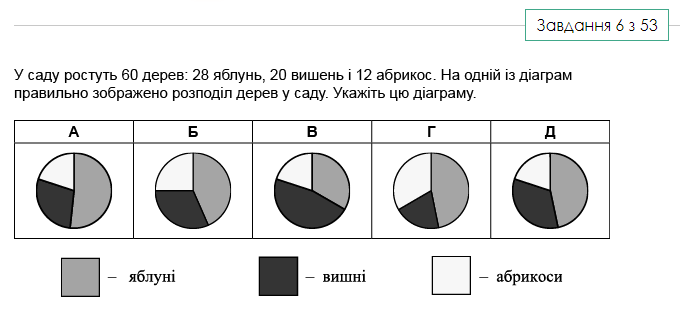 Завдання 6 з 53
У саду ростуть 60 дерев: 28 яблунь, 20 вишень і 12 абрикос. На одній із діаграм
правильно зображено розподіл дерев у саду. Укажіть цю діаграму.
А Б В Г Д
– яблуні – вишні – абрикоси